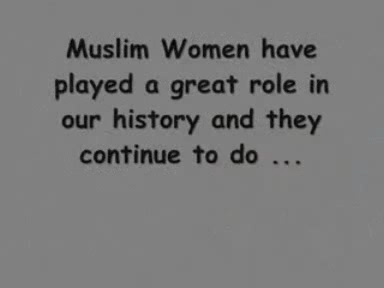 Muslim Women have
played a great role in
our history and they
continue to do ...